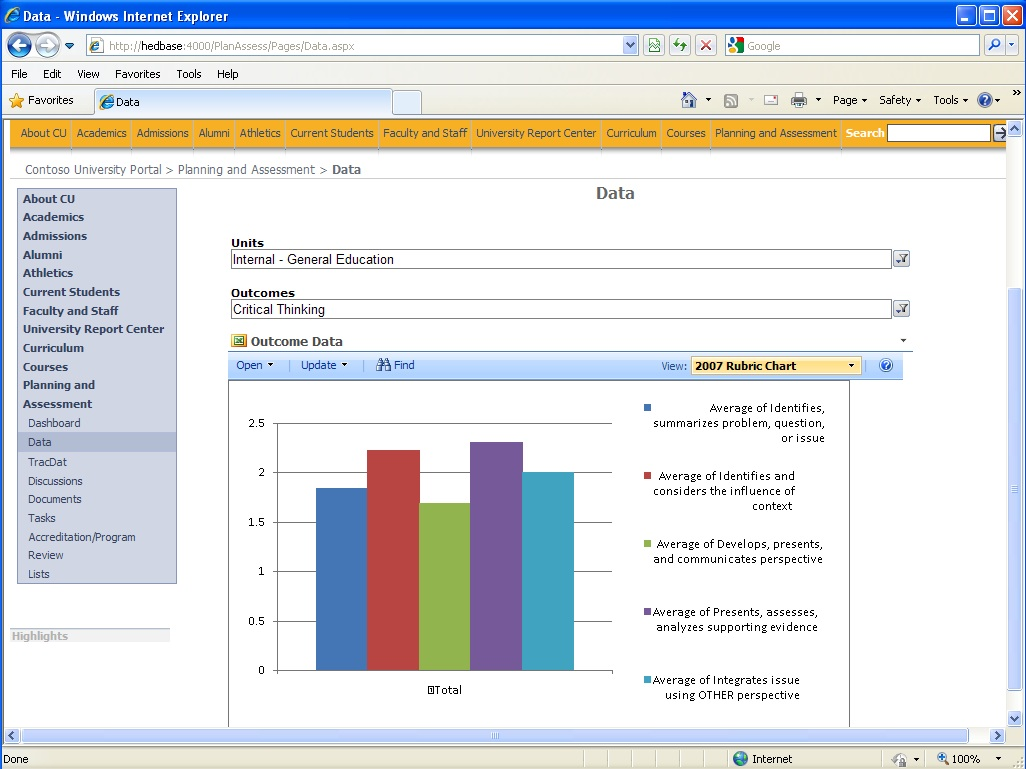 Data - Windows Internet Explorer
http://hedbase:4000/PlanAssess/Pages/Data.aspx
Google
File Edit View Favorites Tools Help
Favorites Data Page Safety Tools »
About CU Academics Admissions Alumni Athletics Current Students Faculty and Staff University Report Center Curriculum Courses Planning and Assessment Search
Contoso University Portal > Planning and Assessment > Data
About CU
Academics
Admissions
Alumni
Athletics
Current Students
Faculty and Staff
University Report Center
Curriculum
Courses
Planning and
Assessment
Dashboard
Data
TracDat
Discussions
Documents
Tasks
Accreditation/Program
Review
Lists
Highlights
Data
Units
Internal - General Education
Outcomes
Critical Thinking
Outcome Data
Open Update Find View: 2007 Rubric Chart
2.5
2
1.5
1
0.5
0
Total
Average of Identifies,
summarizes problem, question,
or issue
Average of Identifies and
considers the influence of
context
Average of Develops, presents,
and communicates perspective
Average of Presents, assesses,
analyzes supporting evidence
Average of Integrates issue
using OTHER perspective
Done Internet 100%